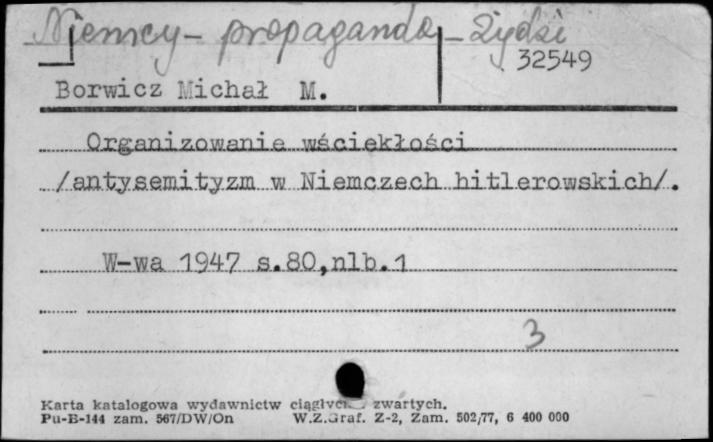 Niemcy - propaganda - Żydzi
32549
Borwicz Michał M.
Organizowanie wściekłości
/antysemityzm w Niemczech hitlerowskich/.
W-wa 1947 s.80,nlb.1
3
Karta katalogowa wydawnictw zwartych.
Pu-B-144 zam. 567/DW/On W.Z.Graf. Z-2, Zam. 502/77, 6 400 000